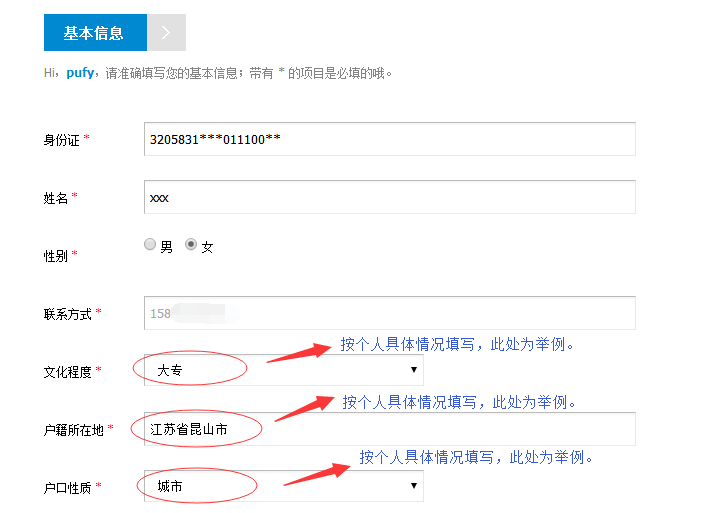 基本信息
Hi，pufy，请准确填写您的基本信息；带有 * 的项目是必填的哦。
身份证 * 3205831***011100**
姓名 * xxx
性别 * 男 女
联系方式 * 158
按个人具体情况填写，此处为举例。
文化程度 * 大专
按个人具体情况填写，此处为举例。
户籍所在地 * 江苏省昆山市
按个人具体情况填写，此处为举例。
户口性质 * 城市